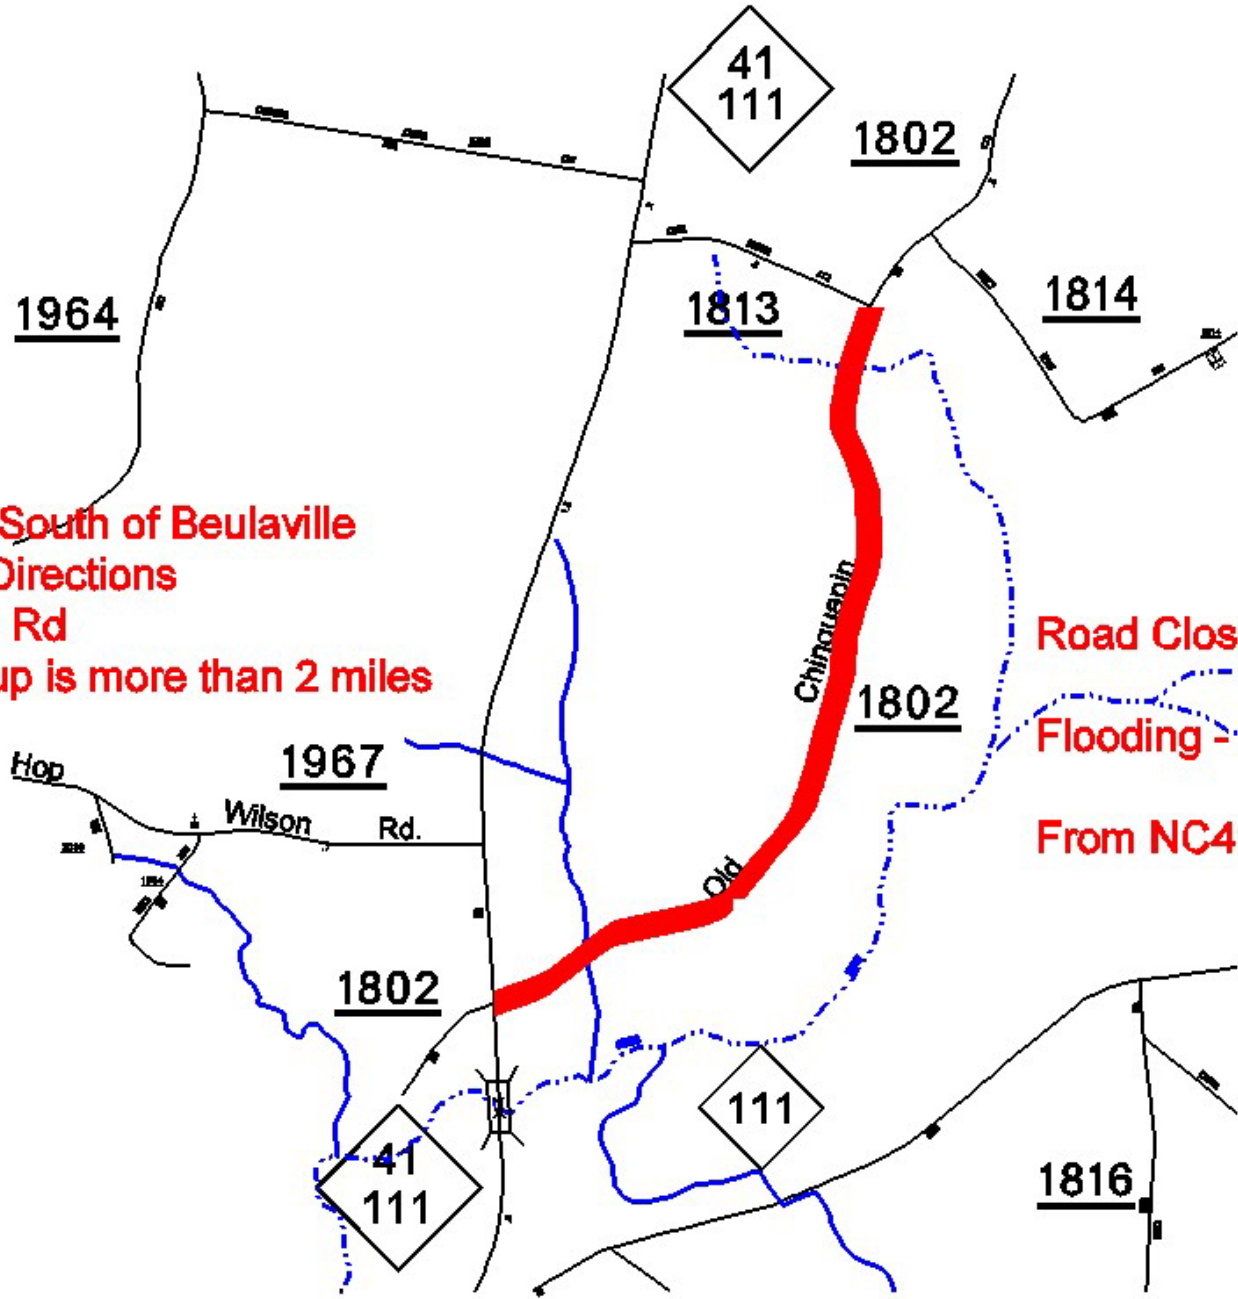 41
111
1802
1964
1813
1814
South of Beulaville
Directions
Rd
up is more than 2 miles
Chinquapin
Road Clos
1802
Flooding -
1967
Hop
Wilson Rd.
From NC4
Old
1802
111
41
111
1816